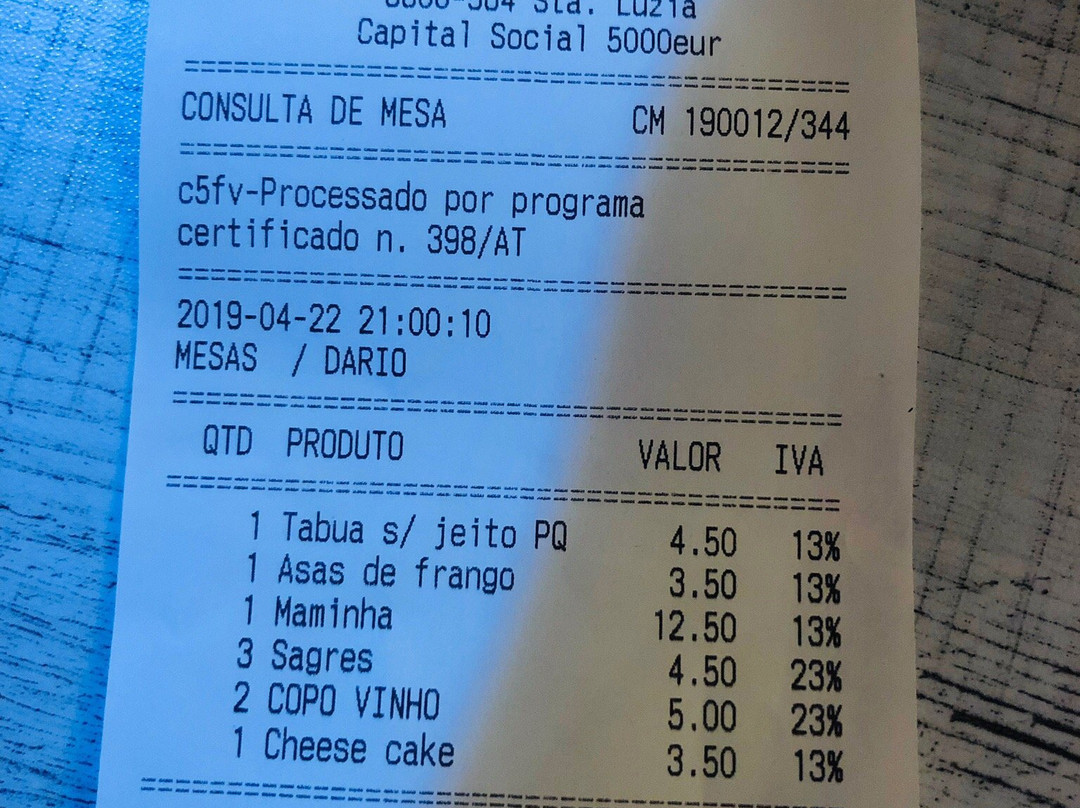 Sta. Luzia
Capital Social 5000eur
================================================
CONSULTA DE MESA CM 190012/344
================================================
c5fv-Processado por programa
certificado n. 398/AT
================================================
2019-04-22 21:00:10
MESAS / DARIO
================================================
QTD PRODUTO VALOR IVA
================================================
1 Tabua s/ jeito PQ 4.50 13%
1 Asas de frango 3.50 13%
1 Maminha 12.50 13%
3 Sagres 4.50 23%
2 COPO VINHO 5.00 23%
1 Cheese cake 3.50 13%
================================================